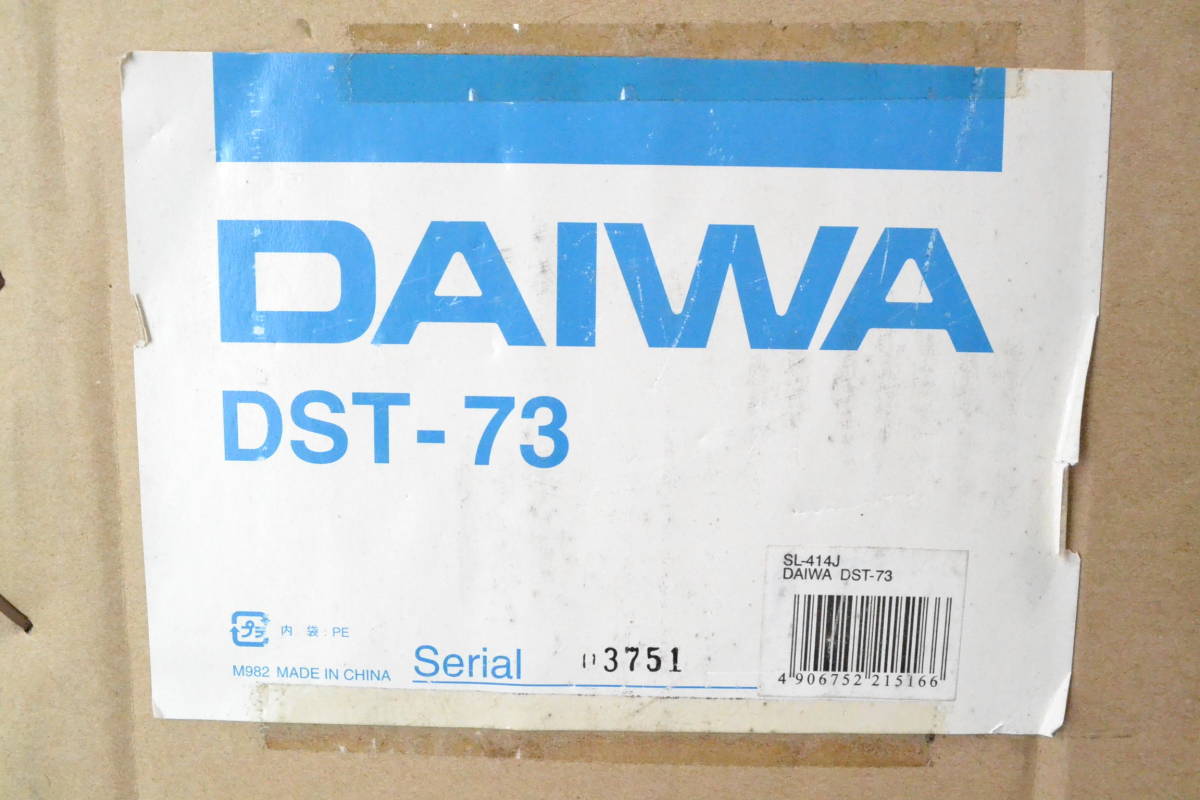 DAIWA
DST-73
SL-414J
DAIWA DST-73
4 906752 215166
プラ 内 袋 : PE
M982 MADE IN CHINA
Serial 3751